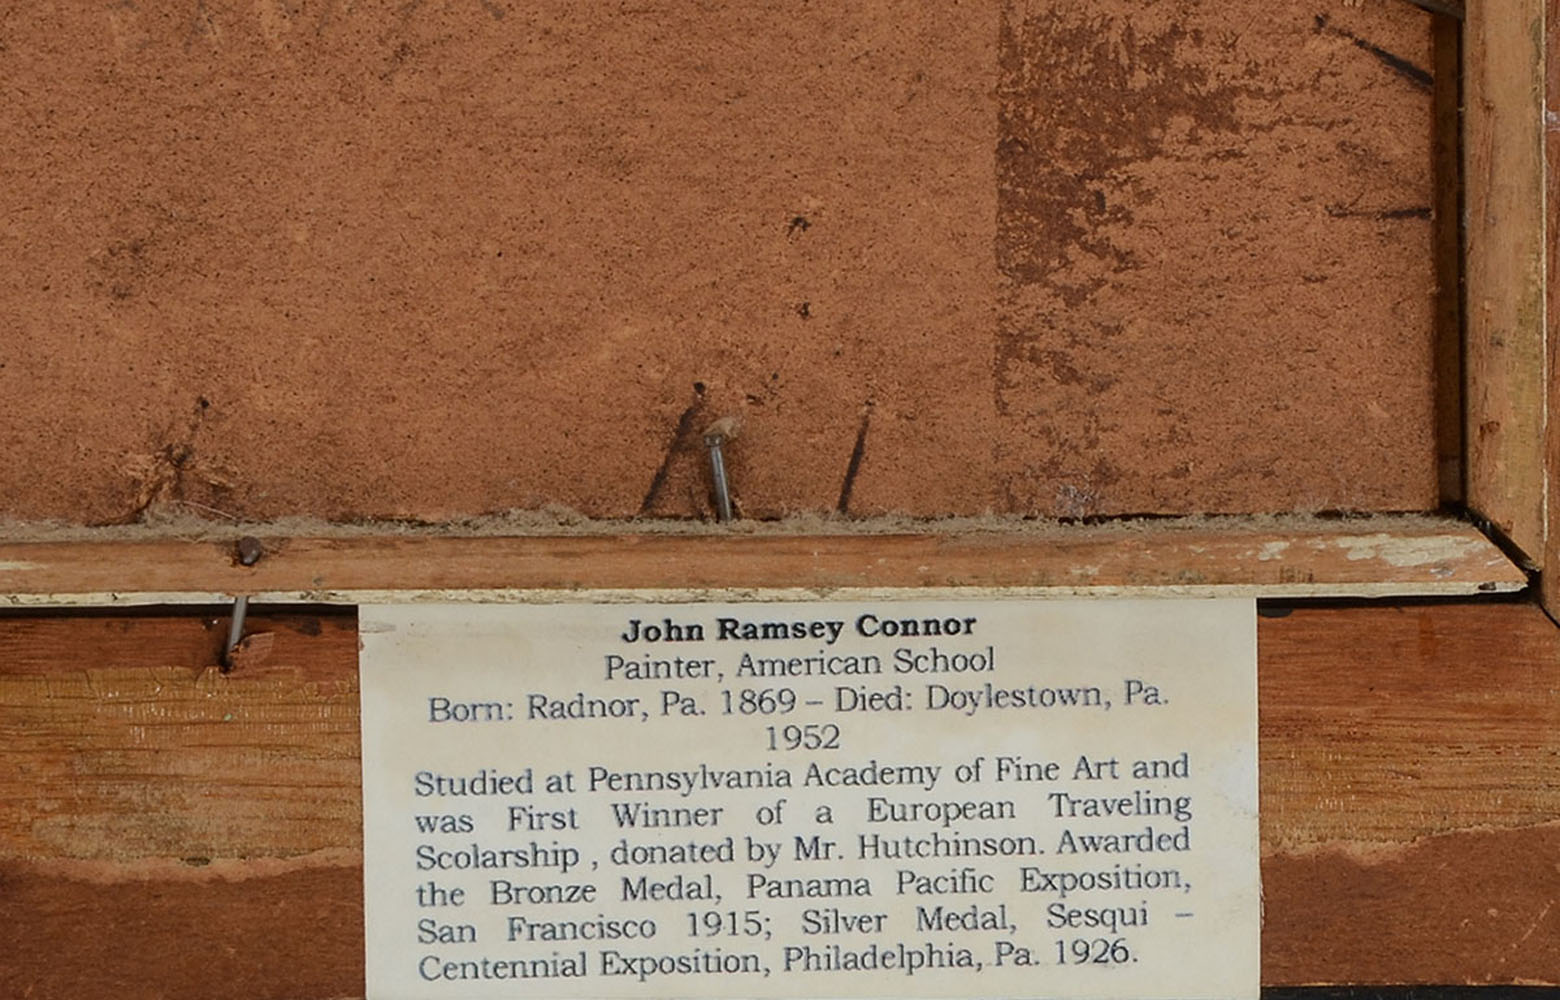 John Ramsey Connor
Painter, American School
Born: Radnor, Pa. 1869 – Died: Doylestown, Pa.
1952
Studied at Pennsylvania Academy of Fine Art and
was First Winner of a European Traveling
Scolarship , donated by Mr. Hutchinson. Awarded
the Bronze Medal, Panama Pacific Exposition,
San Francisco 1915; Silver Medal, Sesqui –
Centennial Exposition, Philadelphia, Pa. 1926.